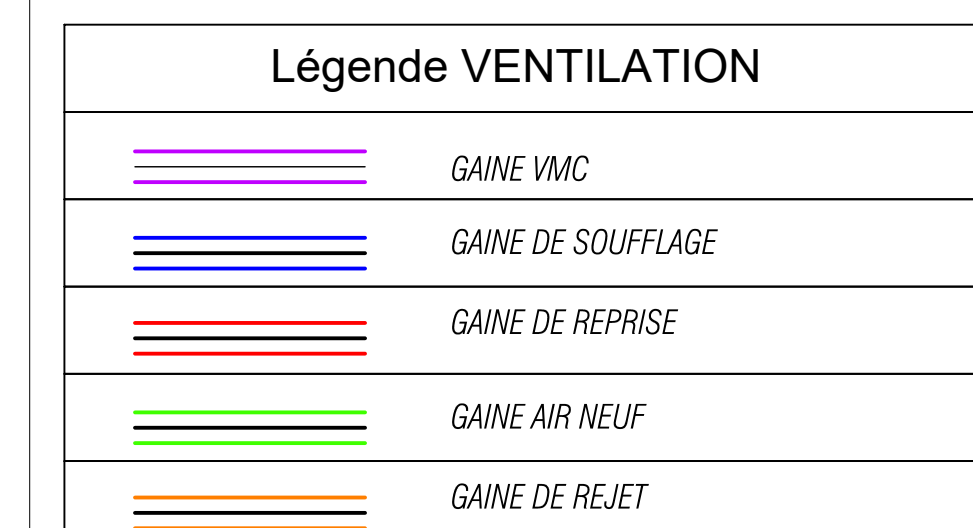 Légende VENTILATION
GAINE VMC
GAINE DE SOUFFLAGE
GAINE DE REPRISE
GAINE AIR NEUF
GAINE DE REJET